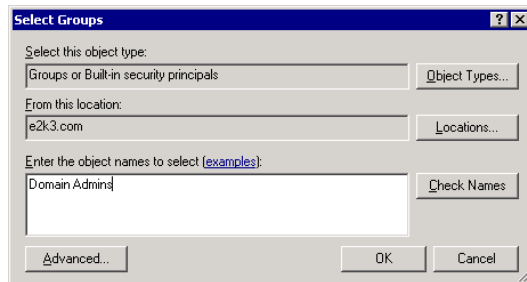 Select Groups
Select this object type:
Groups or Built-in security principals
Object Types...
From this location:
e2k3.com
Locations...
Enter the object names to select (examples):
Domain Admins
Check Names
Advanced...
OK
Cancel